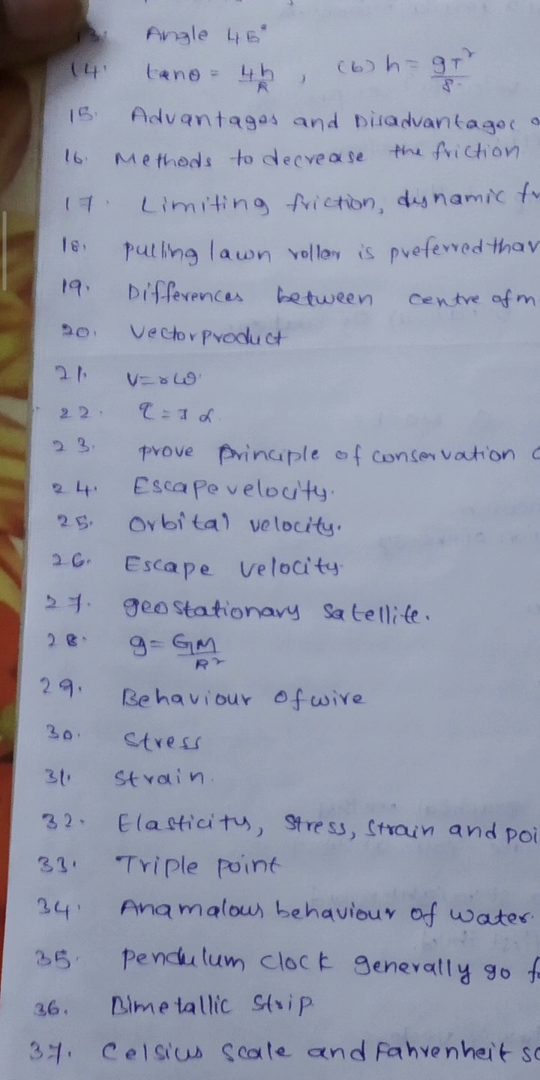 13. Angle 45°
14. tanθ = 4h/R , (b) h = gT²/8.
15. Advantages and Disadvantages
16. Methods to decrease the friction
17. Limiting friction, dynamic
18. pulling lawn roller is preferred than
19. Differences between centre of m
20. Vector product
21. V=rω
22. τ = I α
23. prove principle of conservation
24. Escape velocity.
25. Orbital velocity.
26. Escape velocity
27. geostationary satellite.
28. g = GM/R²
29. Behaviour of wire
30. Stress
31. Strain.
32. Elasticity, Stress, Strain and poi
33. Triple point
34. Anamalous behaviour of water.
35. Pendulum clock generally go f
36. Bimetallic Strip
37. Celsius scale and Fahrenheit sc